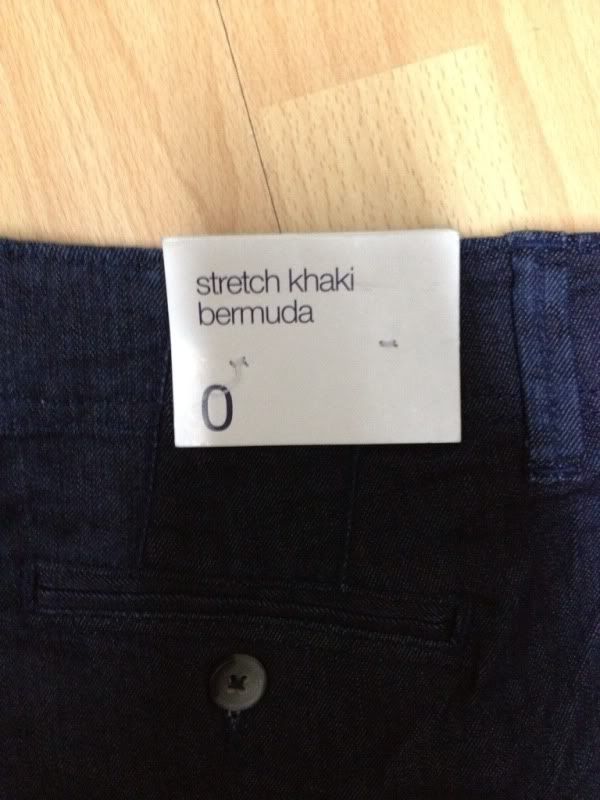 stretch khaki
bermuda
0